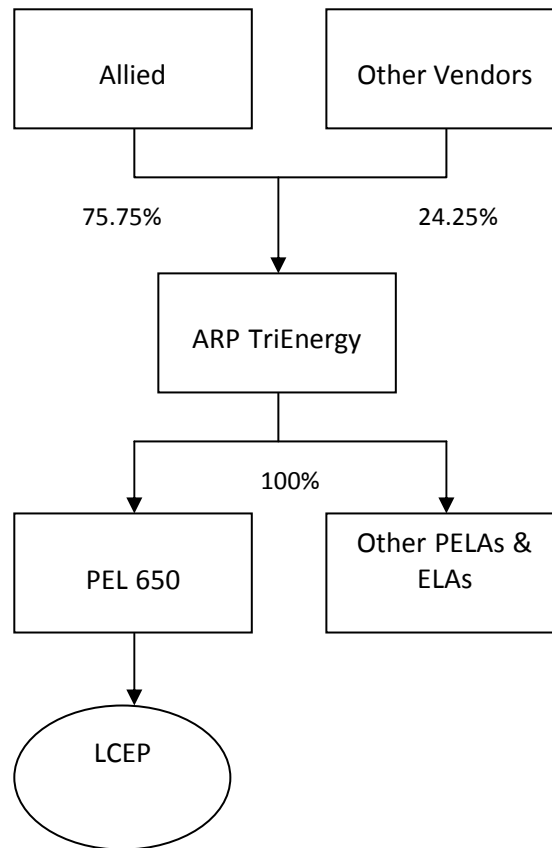 Allied
Other Vendors
75.75%
24.25%
ARP TriEnergy
100%
PEL 650
Other PELAs &
ELAs
LCEP